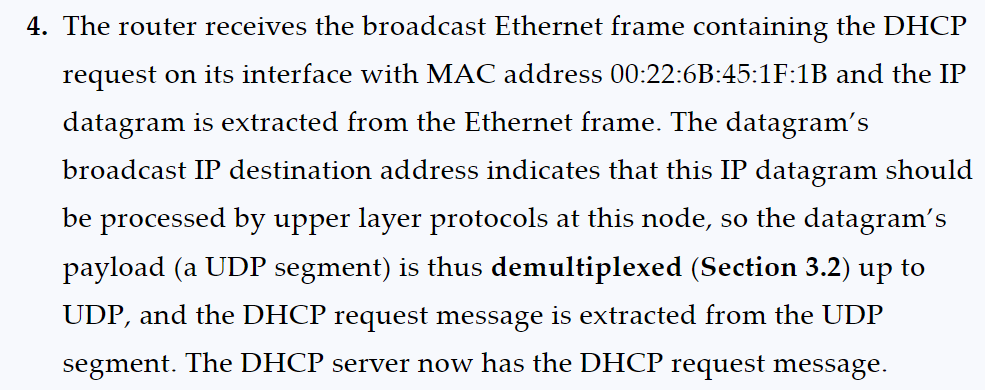 4. The router receives the broadcast Ethernet frame containing the DHCP
request on its interface with MAC address 00:22:6B:45:1F:1B and the IP
datagram is extracted from the Ethernet frame. The datagram’s
broadcast IP destination address indicates that this IP datagram should
be processed by upper layer protocols at this node, so the datagram’s
payload (a UDP segment) is thus demultiplexed (Section 3.2) up to
UDP, and the DHCP request message is extracted from the UDP
segment. The DHCP server now has the DHCP request message.